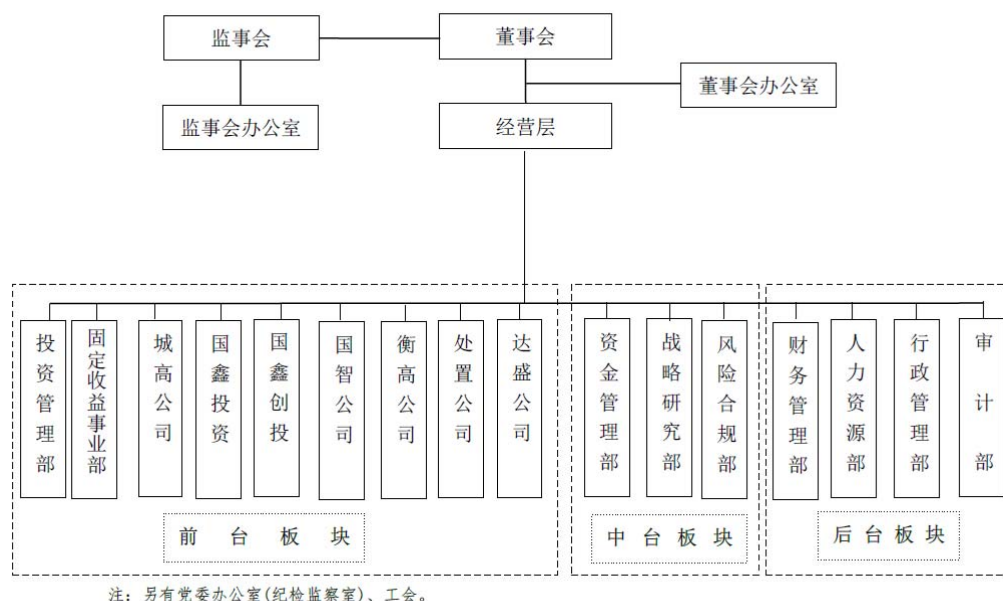 监事会
董事会
董事会办公室
监事会办公室
经营层
投资管理部
固定收益事业部
城高公司
国鑫投资
国鑫创投
国智公司
衡高公司
处置公司
达盛公司
资金管理部
战略研究部
风险合规部
财务管理部
人力资源部
行政管理部
审计部
前台板块
中台板块
后台板块
注：另有党委办公室(纪检监察室)、工会。